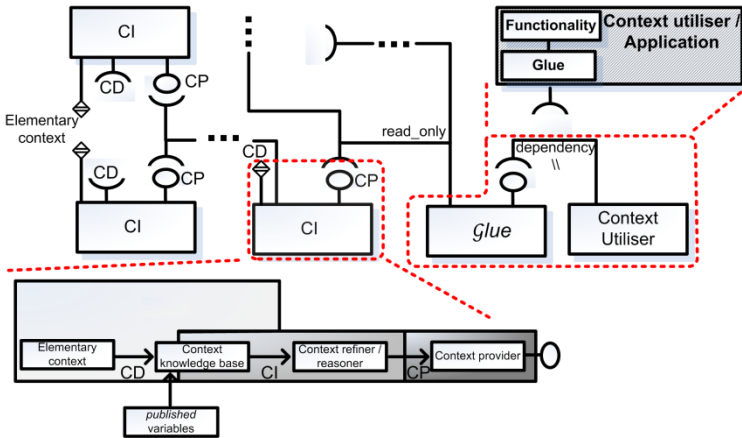 CI
CD
CP
Elementary
context
CD
CP
CI
CD
CI
CP
read_only
Functionality
Glue
Context utiliser /
Application
dependency
\\
Glue
Context
Utiliser
Elementary
context
CD
Context
knowledge base
CI
Context refiner /
reasoner
CP
Context provider
published
variables